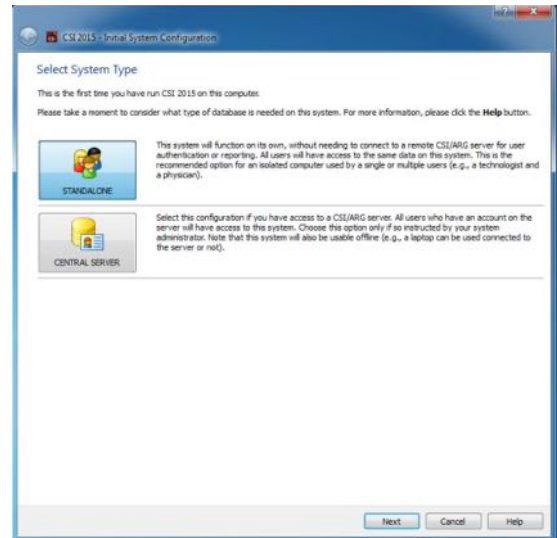 CSI 2015 - Initial System Configuration
Select System Type
This is the first time you have run CSI 2015 on this computer.
Please take a moment to consider what type of database is needed on this system. For more information, please click the Help button.
STANDALONE
This system will function on its own, without needing to connect to a remote CSI/ARG server for user
authentication or reporting. All users will have access to the same data on this system. This is the
recommended option for an isolated computer used by a single or multiple users (e.g., a technologist and
a physician).
CENTRAL SERVER
Select this configuration if you have access to a CSI/ARG server. All users who have an account on the
server will have access to this system. Choose this option only if so instructed by your system
administrator. Note that this system will also be usable offline (e.g., a laptop can be used connected to
the server or not).
Next Cancel Help